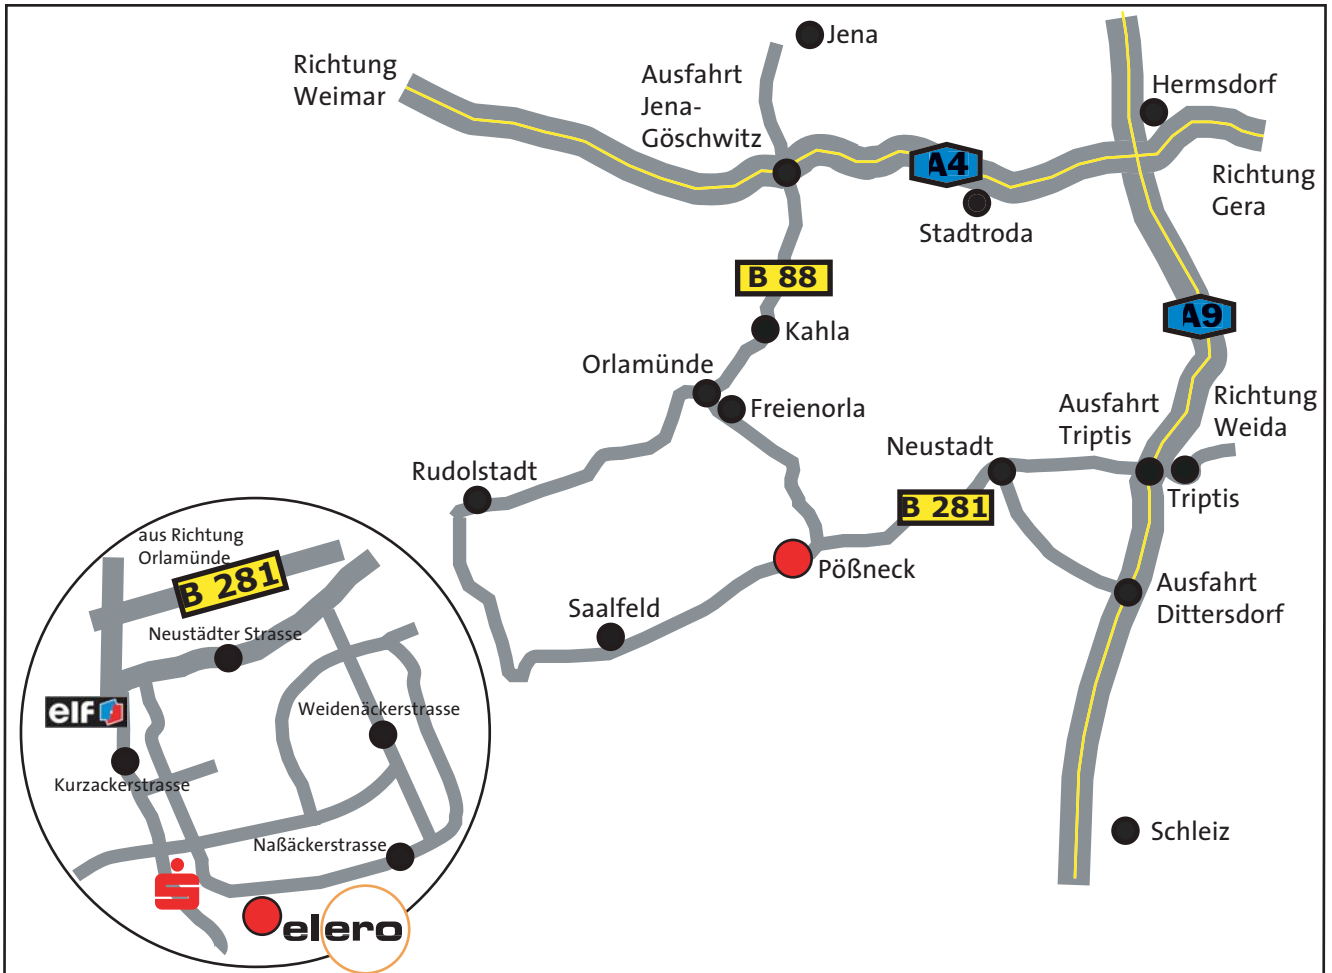 Jena
Richtung
Weimar
Ausfahrt
Jena-
Göschwitz
Hermsdorf
A4
Richtung
Gera
Stadtroda
B 88
A9
Kahla
Orlamünde
Freienorla
Ausfahrt
Triptis
Richtung
Weida
Neustadt
Rudolstadt
Triptis
B 281
Pößneck
Ausfahrt
Dittersdorf
Saalfeld
Schleiz
aus Richtung
Orlamünde
B 281
Neustädter Strasse
elf
Weidenäckerstrasse
Kurzackerstrasse
Naßäckerstrasse
elero